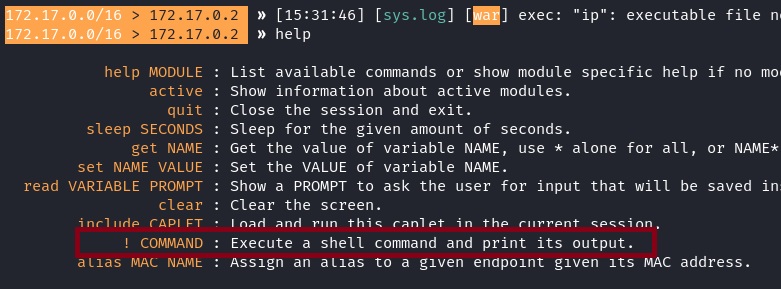 172.17.0.0/16 > 172.17.0.2 » [15:31:46] [sys.log] [war] exec: "ip": executable file
172.17.0.0/16 > 172.17.0.2 » help
help MODULE : List available commands or show module specific help if no
active : Show information about active modules.
quit : Close the session and exit.
sleep SECONDS : Sleep for the given amount of seconds.
get NAME : Get the value of variable NAME, use * alone for all, or NAME*
set NAME VALUE : Set the VALUE of variable NAME.
read VARIABLE PROMPT : Show a PROMPT to ask the user for input that will be saved
clear : Clear the screen.
include CAPLET : Load and run this caplet in the current session.
! COMMAND : Execute a shell command and print its output.
alias MAC NAME : Assign an alias to a given endpoint given its MAC address.